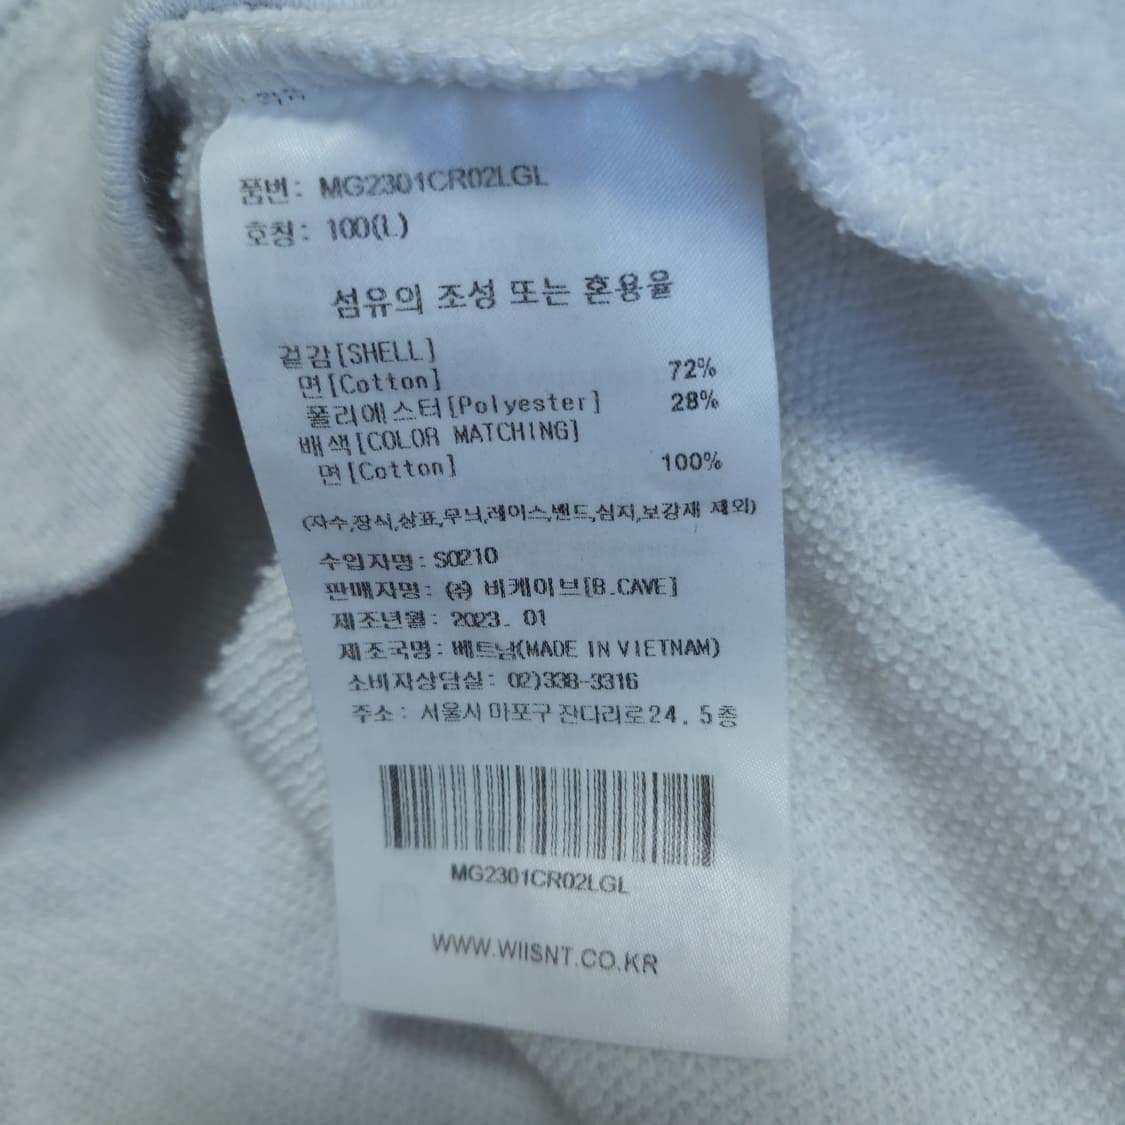 품번: MG2301CR02LGL
호칭: 100(L)
섬유의 조성 또는 혼용율
겉감[SHELL]
면[Cotton] 72%
폴리에스터[Polyester] 28%
배색[COLOR MATCHING]
면[Cotton] 100%
(자수,장식,상표,무늬,레이스,밴드,심지,보강재 제외)
수입자명: S0210
판매자명: ㈜ 비케이브[B.CAVE]
제조년월: 2023. 01
제조국명: 베트남(MADE IN VIETNAM)
소비자상담실: 02)338-3316
주소: 서울시 마포구 잔다리로24, 5층
MG2301CR02LGL
WWW.WIISNT.CO.KR